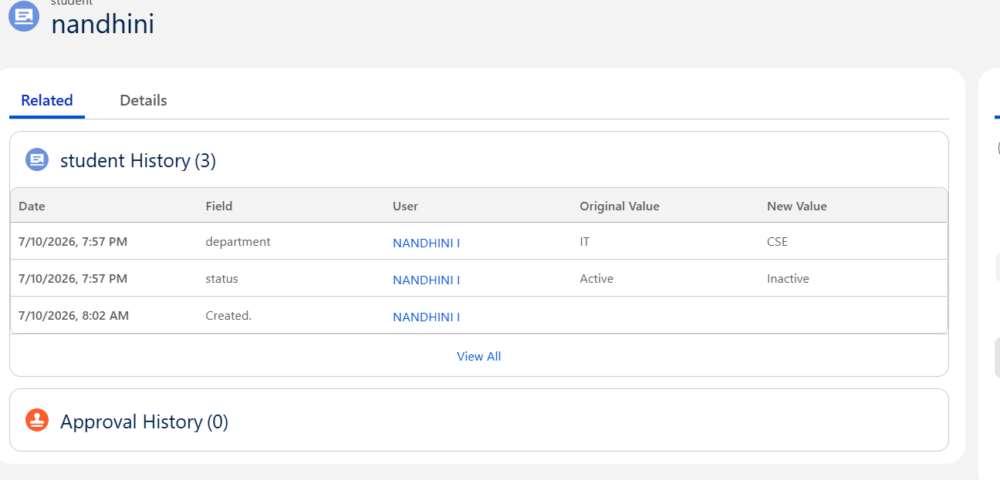 student
nandhini
Related Details
student History (3)
Date Field User Original Value New Value
7/10/2026, 7:57 PM department NANDHINI I IT CSE
7/10/2026, 7:57 PM status NANDHINI I Active Inactive
7/10/2026, 8:02 AM Created. NANDHINI I
View All
Approval History (0)